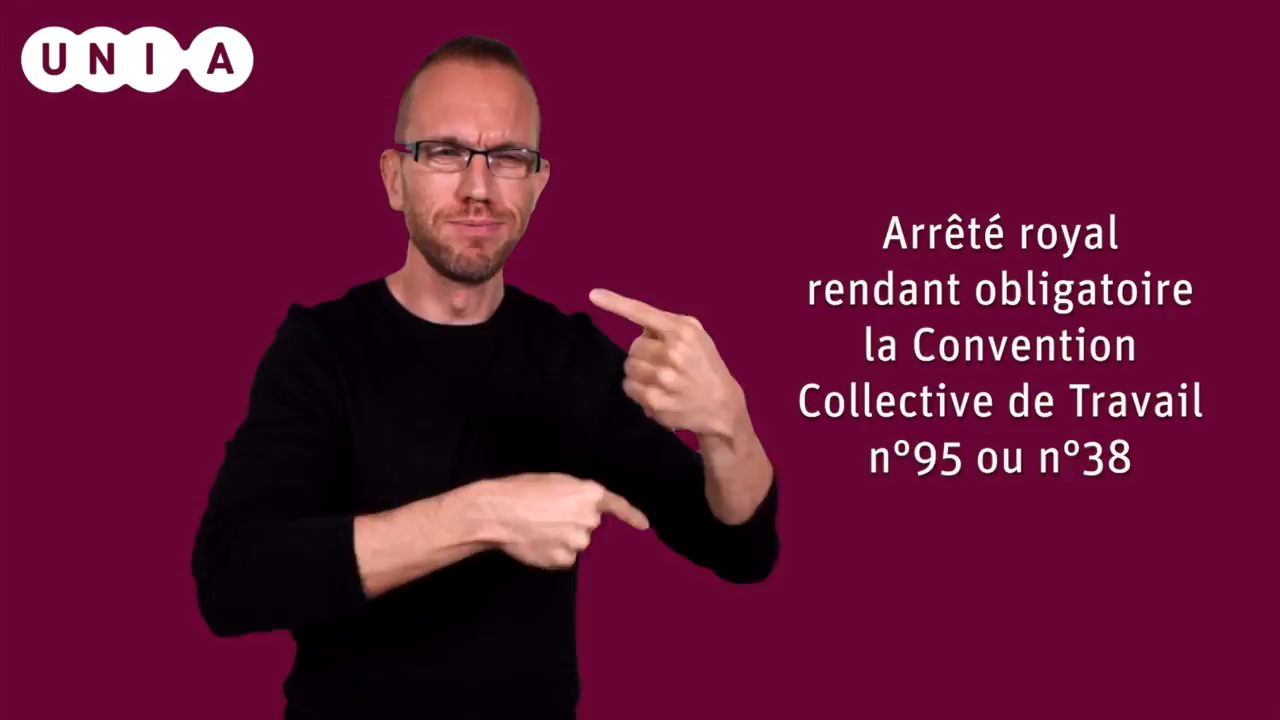 UNIA
Arrêté royal
rendant obligatoire
la Convention
Collective de Travail
n°95 ou n°38